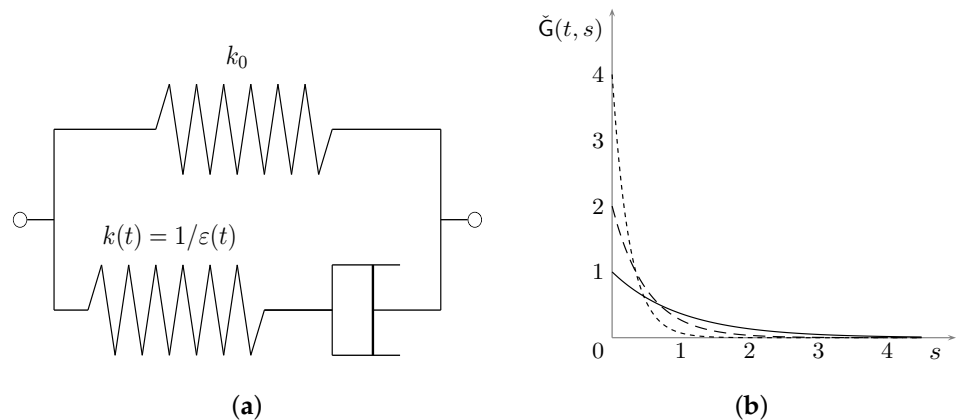 k₀
k(t) = 1/ε(t)
(a)
Ǧ(t, s)
4
3
2
1
0
1 2 3 4 s
(b)